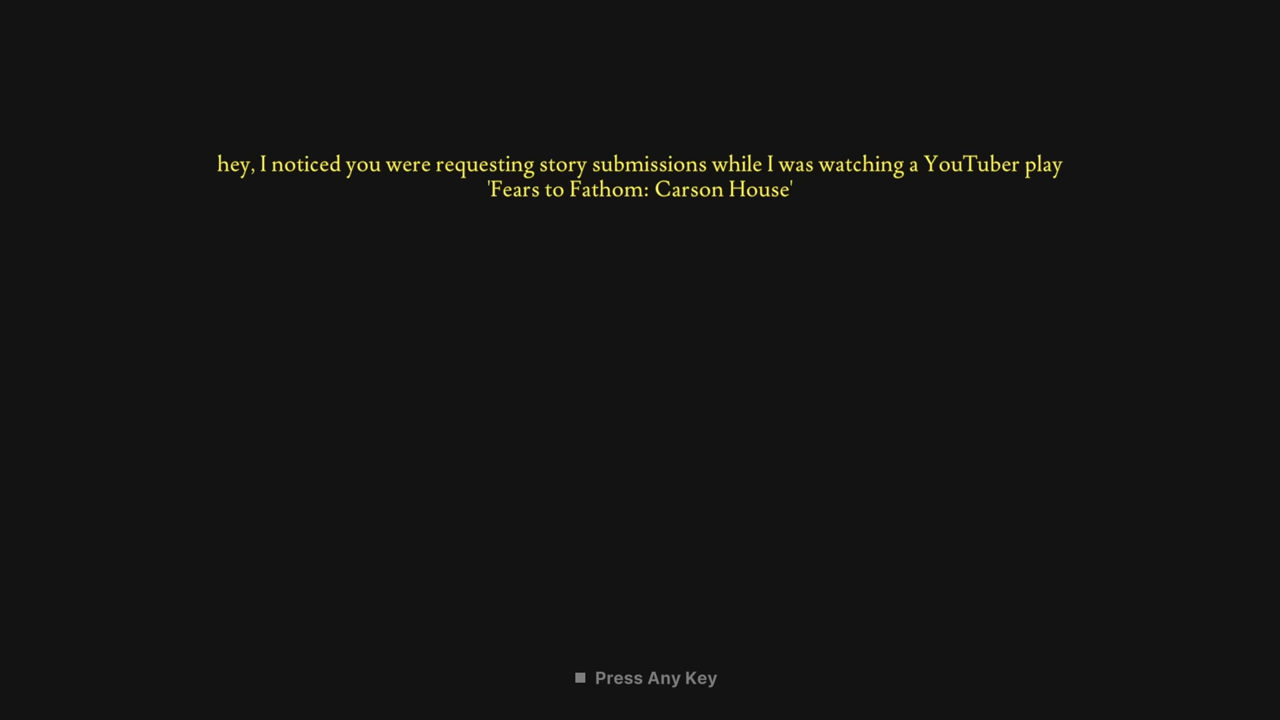 hey, I noticed you were requesting story submissions while I was watching a YouTuber play
'Fears to Fathom: Carson House'
Press Any Key